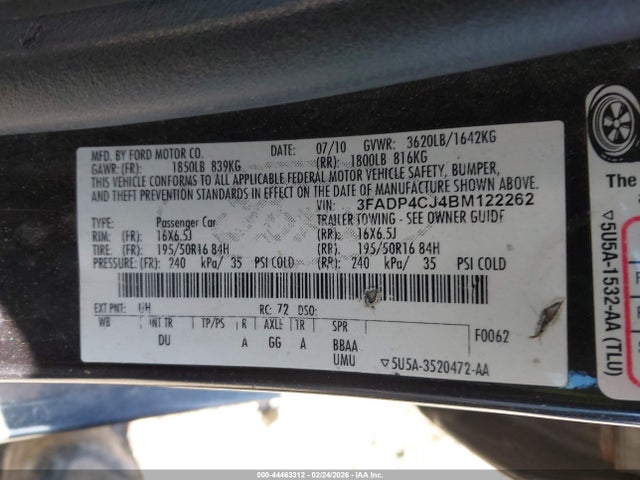 MFD. BY FORD MOTOR CO. DATE: 07/10 GVWR: 3620LB/1642KG
GAWR: (FR): 1850LB 839KG (RR): 1800LB 816KG
THIS VEHICLE CONFORMS TO ALL APPLICABLE FEDERAL MOTOR VEHICLE SAFETY, BUMPER,
AND THEFT PREVENTION STANDARDS IN EFFECT ON THE DATE OF MANUFACTURE SHOWN ABOVE.
VIN: 3FADP4CJ4BM122262
TYPE: Passenger Car TRAILER TOWING - SEE OWNER GUIDE
RIM: (FR): 16X6.5J (RR): 16X6.5J
TIRE: (FR): 195/50R16 84H (RR): 195/50R16 84H
PRESSURE: (FR): 240 kPa/ 35 PSI COLD (RR): 240 kPa/ 35 PSI COLD
EXT PNT: UH RC: 72 DSO:
WB INT TR TP/PS R AXLE TR SPR F0062
DU A GG A BBAA
UMU ▽5U5A-3520472-AA
The
▽5U5A-1532-AA (TLU)
000-44463312 - 02/24/2026 - IAAHCA